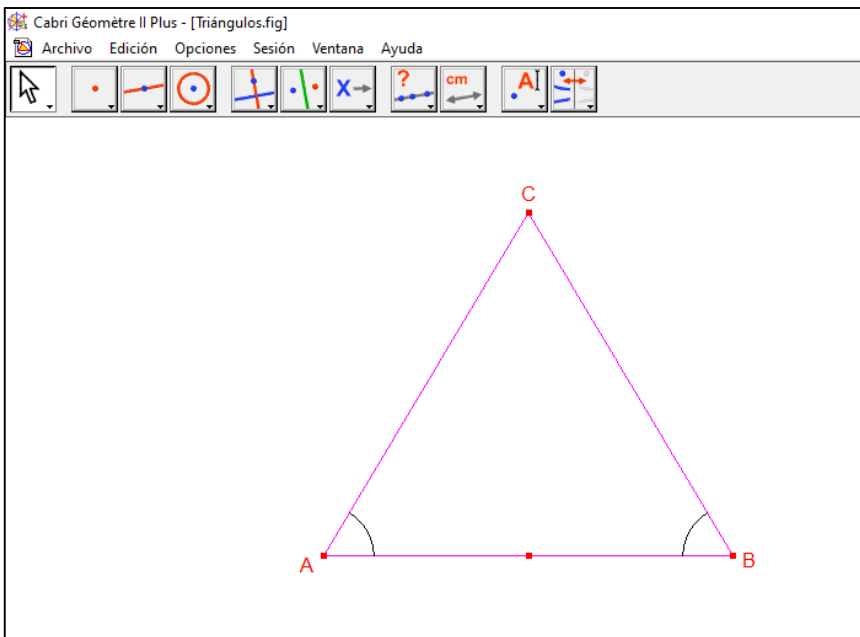 Cabri Géomètre II Plus - [Triángulos.fig]
Archivo Edición Opciones Sesión Ventana Ayuda
X ? cm A
C
A
B